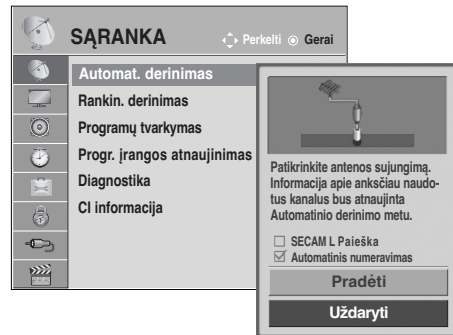 SĄRANKA
Perkelti
Gerai
Automat. derinimas
Rankin. derinimas
Programų tvarkymas
Progr. įrangos atnaujinimas
Diagnostika
CI informacija
Patikrinkite antenos sujungimą.
Informacija apie anksčiau naudo-
tus kanalus bus atnaujinta
Automatinio derinimo metu.
SECAM L Paieška
Automatinis numeravimas
Pradėti
Uždaryti